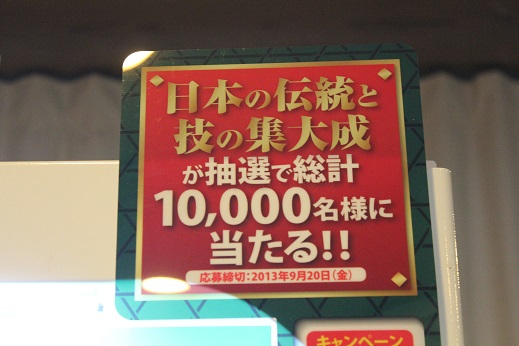 日本の伝統と
技の集大成
が抽選で総計
10,000名様に
当たる!!
応募締切:2013年9月20日(金)
キャンペーン